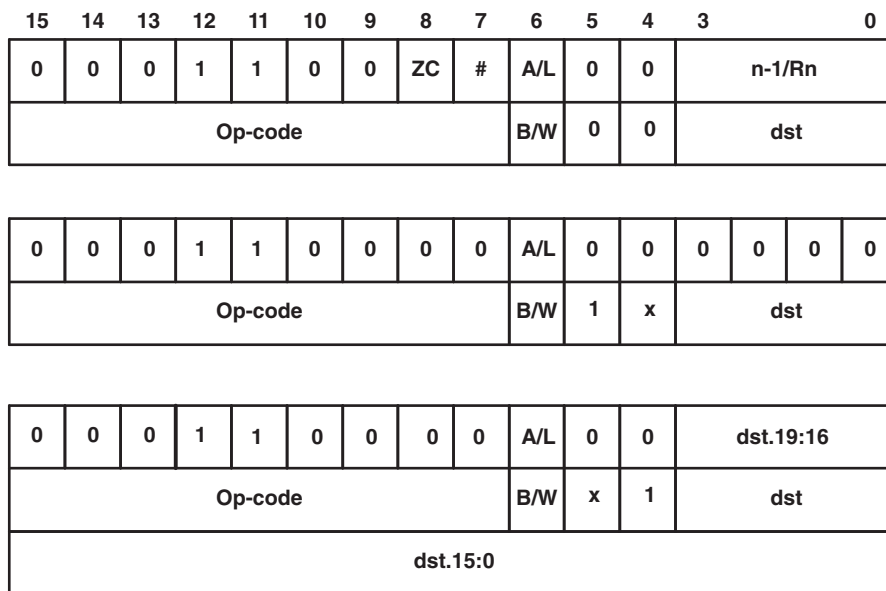 15 14 13 12 11 10 9 8 7 6 5 4 3 0
0 0 0 1 1 0 0 ZC # A/L 0 0 n-1/Rn
Op-code B/W 0 0 dst
0 0 0 1 1 0 0 0 0 A/L 0 0 0 0 0 0
Op-code B/W 1 x dst
0 0 0 1 1 0 0 0 0 A/L 0 0 dst.19:16
Op-code B/W x 1 dst
dst.15:0